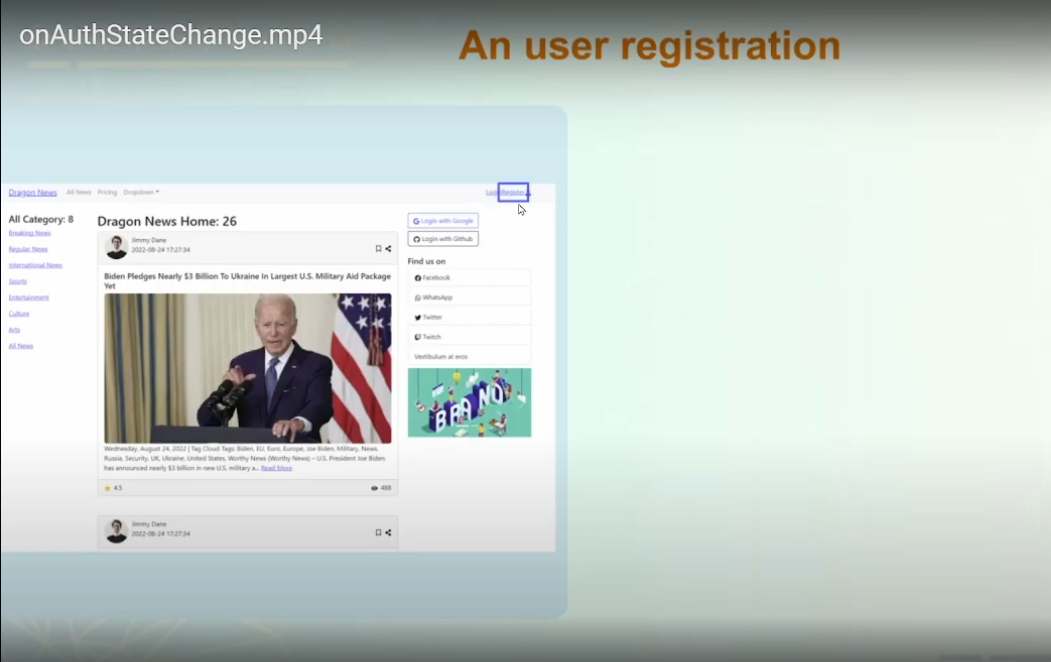 onAuthStateChange.mp4
An user registration
Dragon News All News Pricing Dropdown
Register
All Category: 8
Breaking News
Regular News
International News
Sports
Entertainment
Culture
Arts
All News
Dragon News Home: 26
Jimmy Dane
2022-08-24 17:27:34
Biden Pledges Nearly $3 Billion To Ukraine In Largest U.S. Military Aid Package
Yet
Wednesday, August 24, 2022 | Tag Cloud Tags: Biden, EU, Euro, Europe, Joe Biden, Military, News,
Russia, Security, UK, Ukraine, United States, Worthy News (Worthy News) – U.S. President Joe Biden
has announced nearly $3 billion in new U.S. military a... Read More
4.5
488
Jimmy Dane
2022-08-24 17:27:34
Login with Google
Login with Github
Find us on
Facebook
WhatsApp
Twitter
Twitch
Vestibulum at eros
BRAND